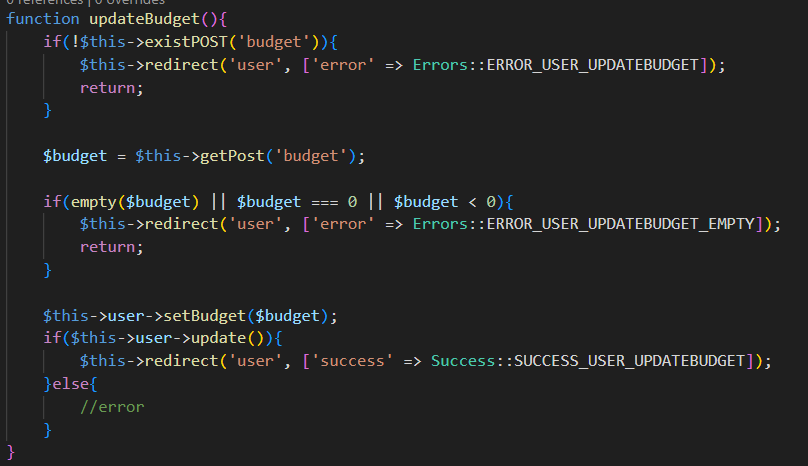 0 references | 0 overrides
function updateBudget(){
    if(!$this->existPOST('budget')){
        $this->redirect('user', ['error' => Errors::ERROR_USER_UPDATEBUDGET]);
        return;
    }

    $budget = $this->getPost('budget');

    if(empty($budget) || $budget === 0 || $budget < 0){
        $this->redirect('user', ['error' => Errors::ERROR_USER_UPDATEBUDGET_EMPTY]);
        return;
    }

    $this->user->setBudget($budget);
    if($this->user->update()){
        $this->redirect('user', ['success' => Success::SUCCESS_USER_UPDATEBUDGET]);
    }else{
        //error
    }
}